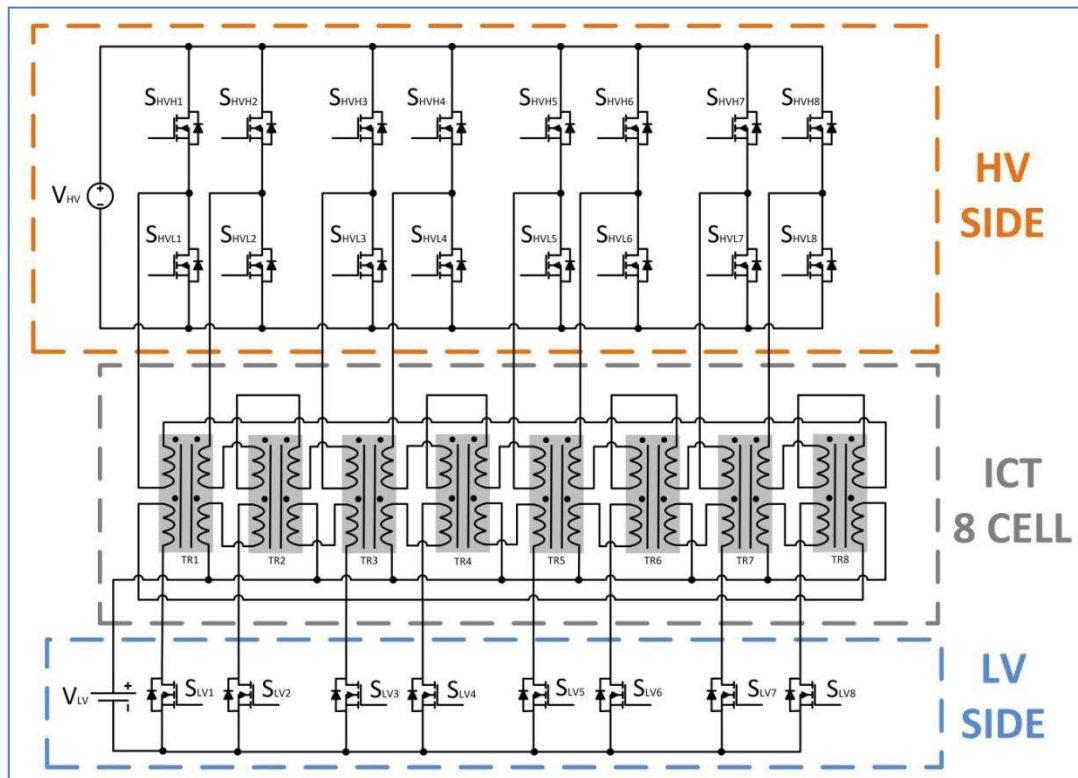 S_HVH1 S_HVH2 S_HVH3 S_HVH4 S_HVH5 S_HVH6 S_HVH7 S_HVH8
V_HV + -
HV
SIDE
S_HVL1 S_HVL2 S_HVL3 S_HVL4 S_HVL5 S_HVL6 S_HVL7 S_HVL8
ICT
8 CELL
TR1 TR2 TR3 TR4 TR5 TR6 TR7 TR8
LV
SIDE
V_LV + - S_LV1 S_LV2 S_LV3 S_LV4 S_LV5 S_LV6 S_LV7 S_LV8